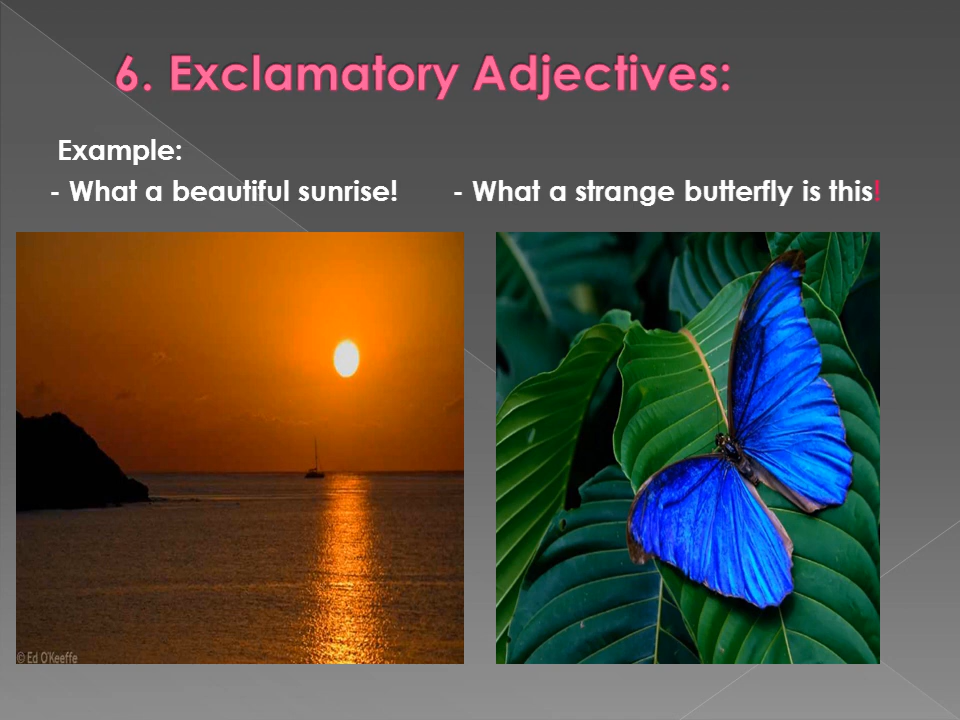 6. Exclamatory Adjectives:
Example:
- What a beautiful sunrise! - What a strange butterfly is this!
© Ed O'Keeffe